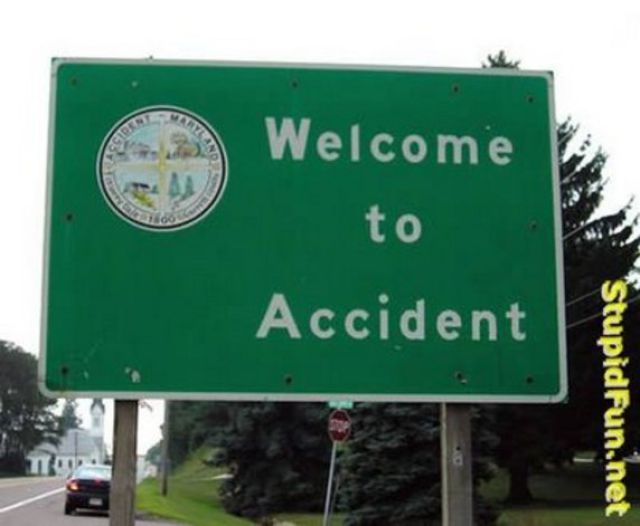 Welcome
to
Accident
ACCIDENT - MARYLAND
1800
STOP
StupidFun.net